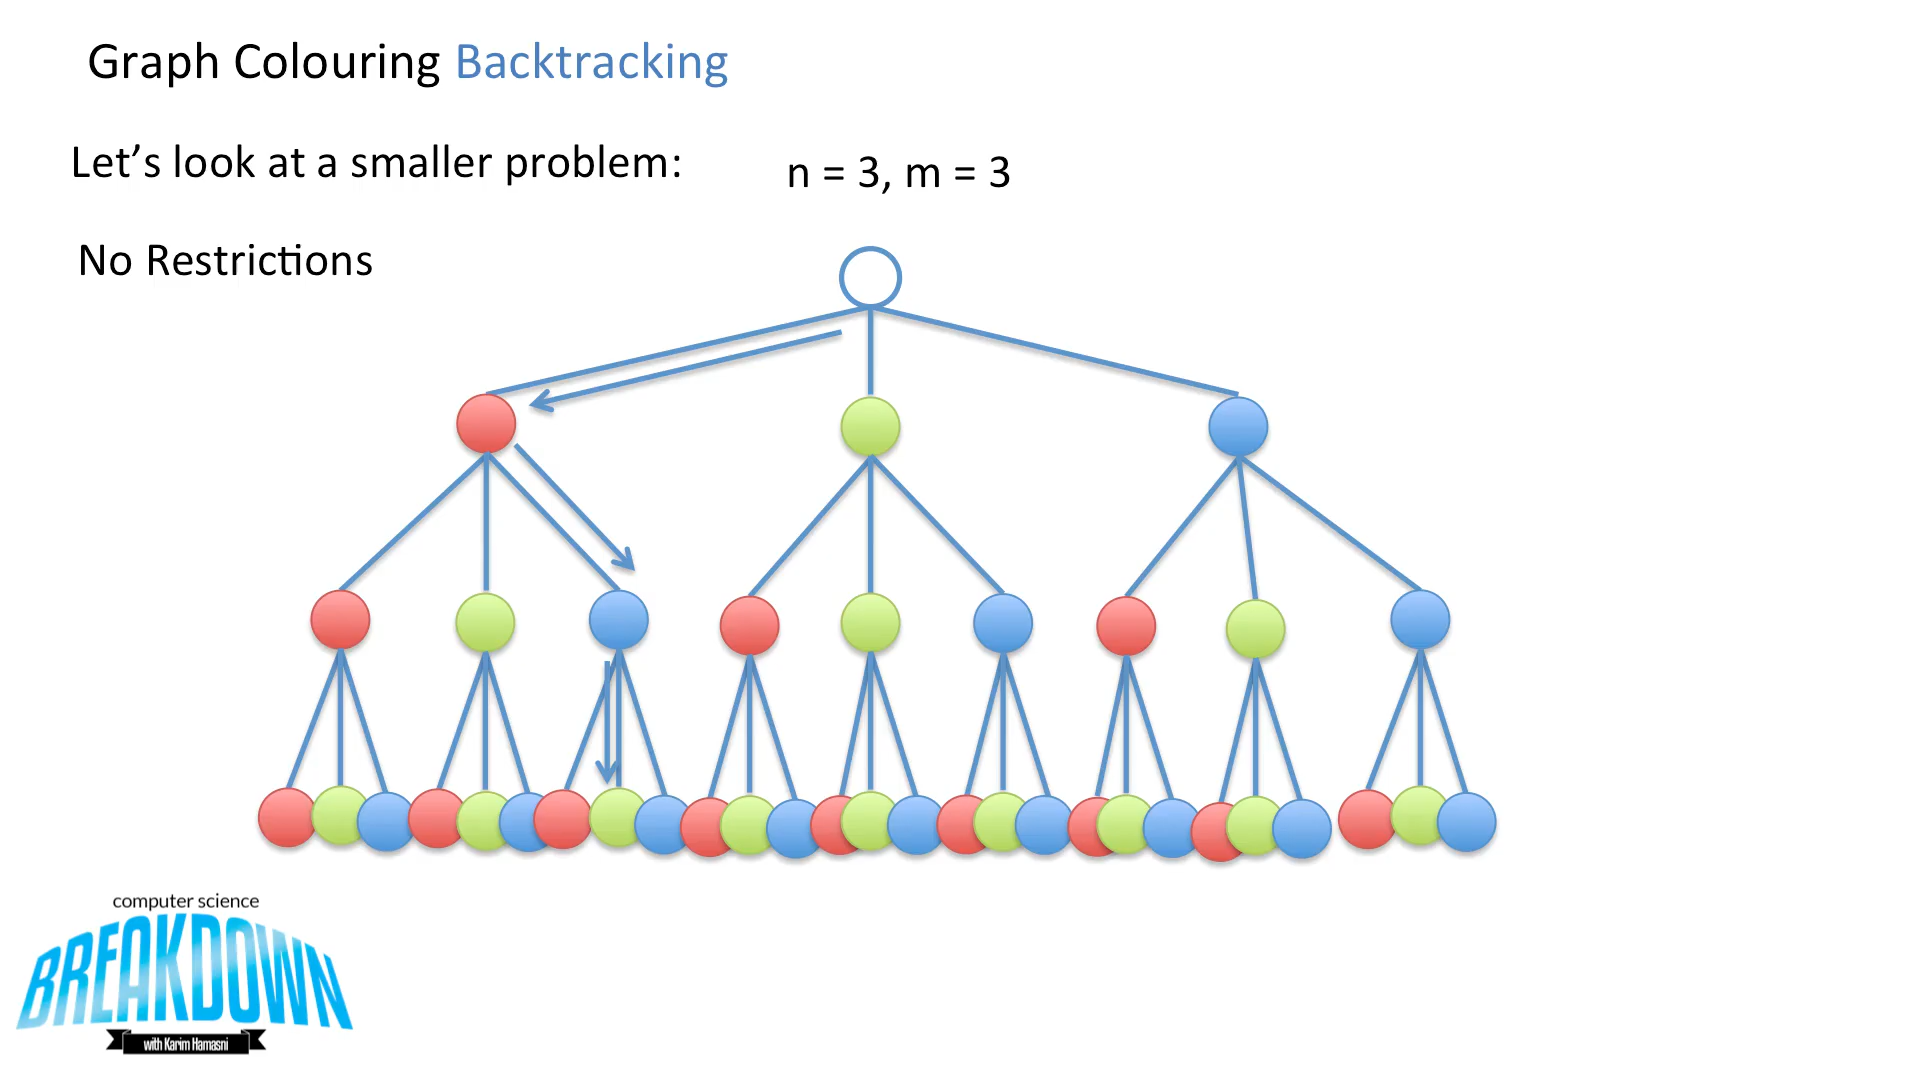 Graph Colouring Backtracking
Let's look at a smaller problem:
n = 3, m = 3
No Restrictions
computer science
BREAKDOWN
with Karim Hamasni